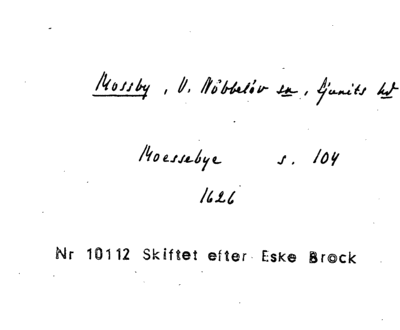 Mossby, V. Nöbbelöv sn, Ljunits hd
Moessebye s. 104
1626
Nr 10112 Skiftet efter Eske Brock